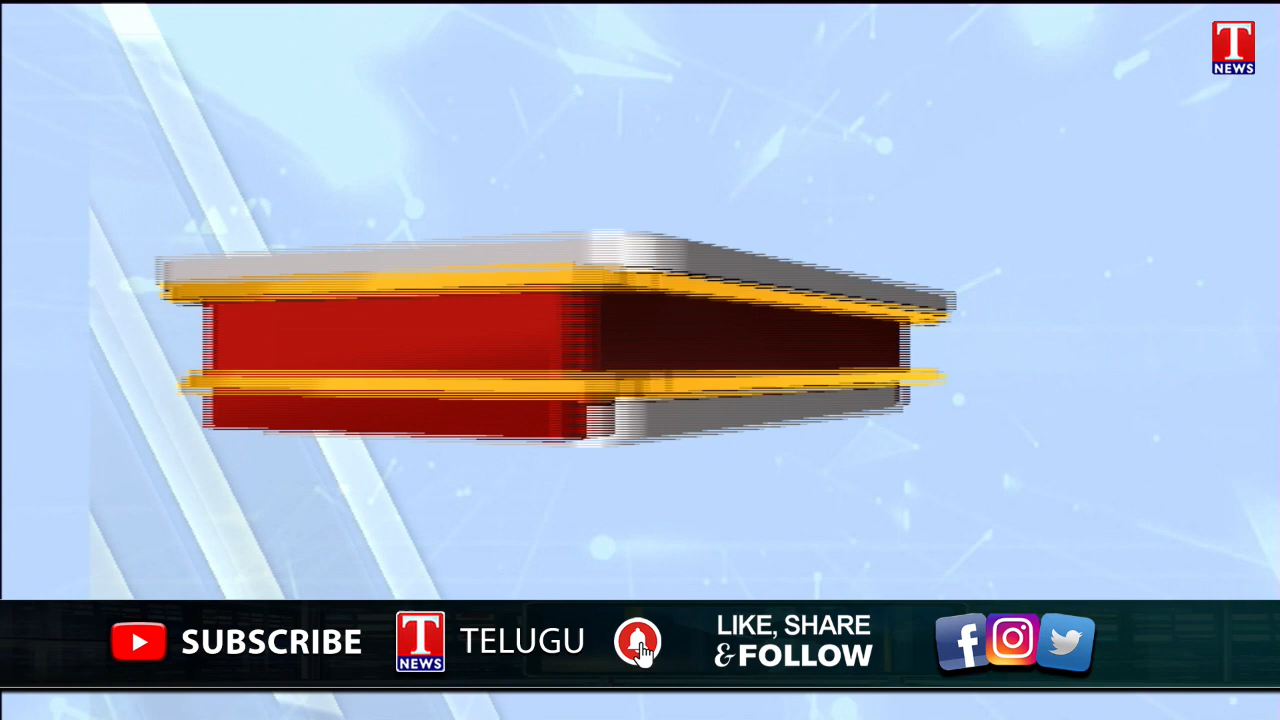 T
NEWS
SUBSCRIBE
T
NEWS
TELUGU
LIKE, SHARE
& FOLLOW